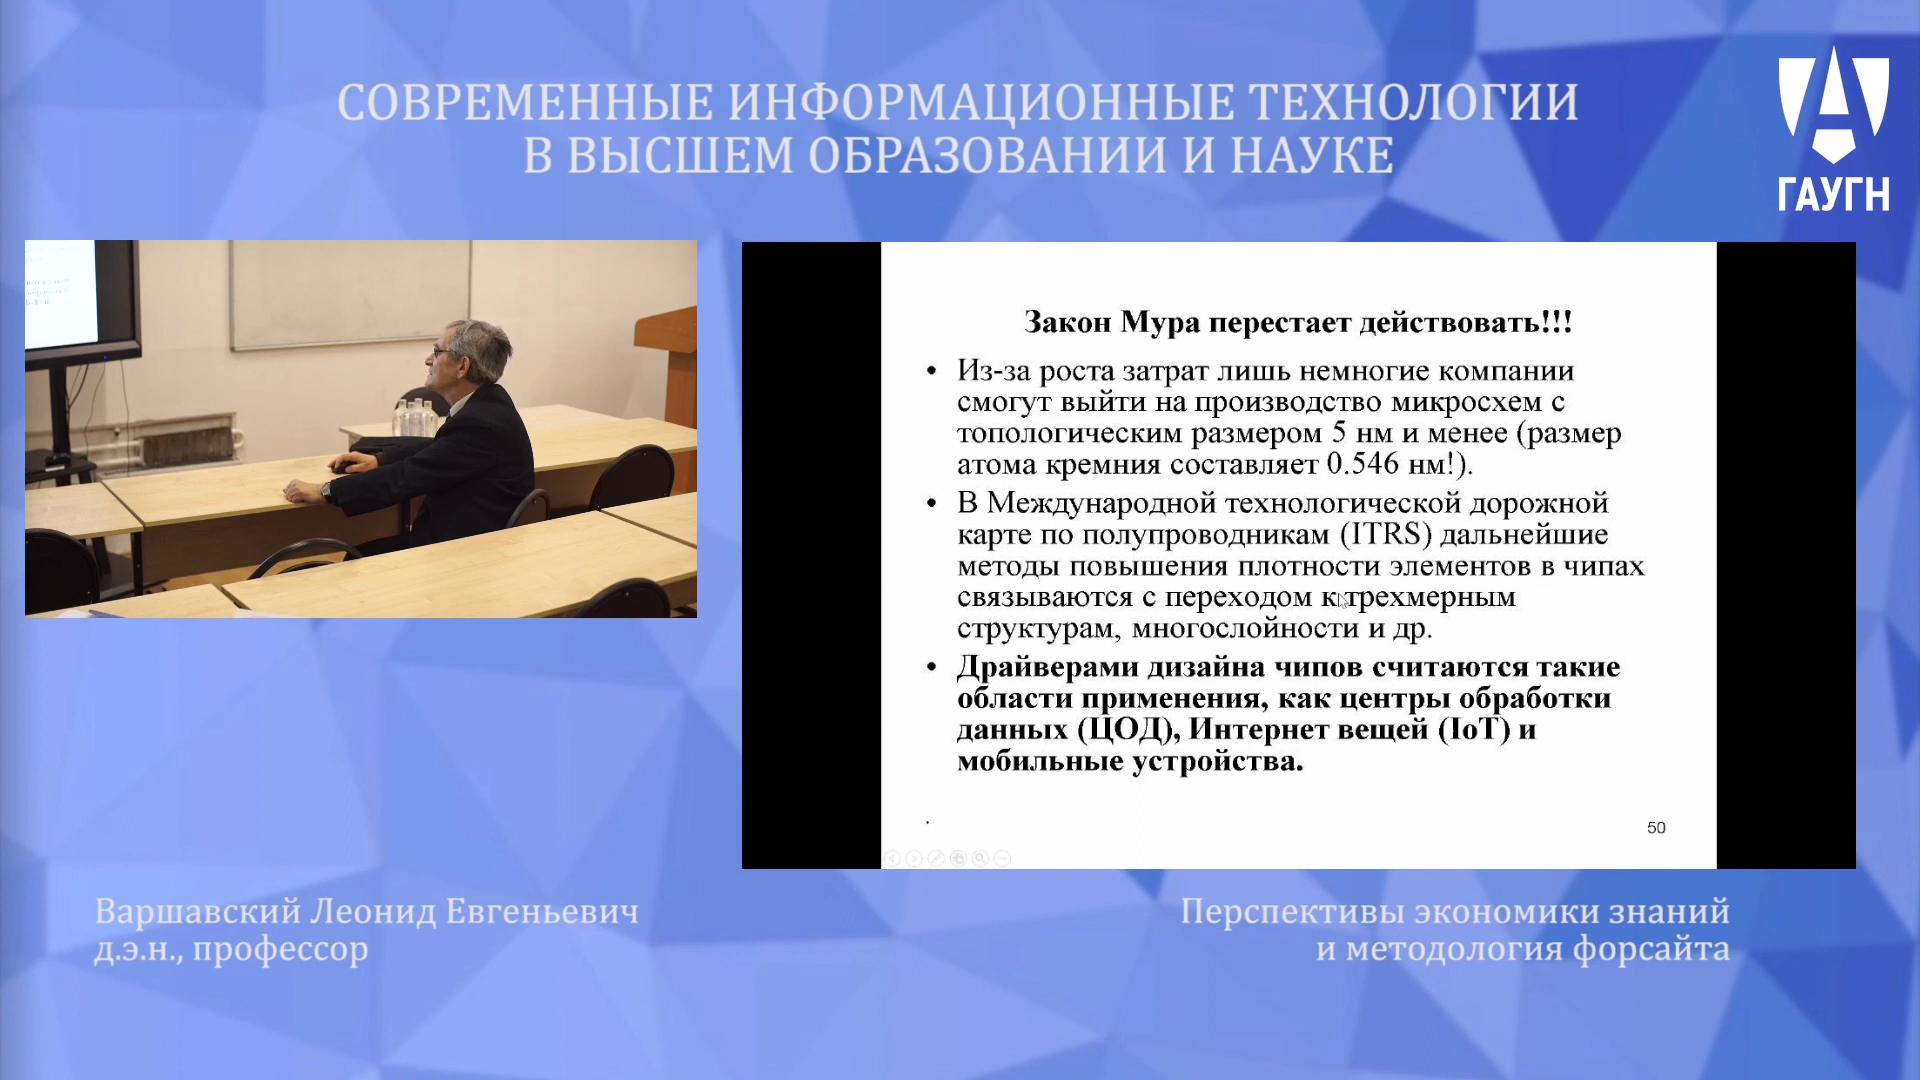 СОВРЕМЕННЫЕ ИНФОРМАЦИОННЫЕ ТЕХНОЛОГИИ
В ВЫСШЕМ ОБРАЗОВАНИИ И НАУКЕ
ГАУГН
Закон Мура перестает действовать!!!
• Из-за роста затрат лишь немногие компании
смогут выйти на производство микросхем с
топологическим размером 5 нм и менее (размер
атома кремния составляет 0.546 нм!).
• В Международной технологической дорожной
карте по полупроводникам (ITRS) дальнейшие
методы повышения плотности элементов в чипах
связываются с переходом к трехмерным
структурам, многослойности и др.
• Драйверами дизайна чипов считаются такие
области применения, как центры обработки
данных (ЦОД), Интернет вещей (IoT) и
мобильные устройства.
.
50
Варшавский Леонид Евгеньевич
д.э.н., профессор
Перспективы экономики знаний
и методология форсайта